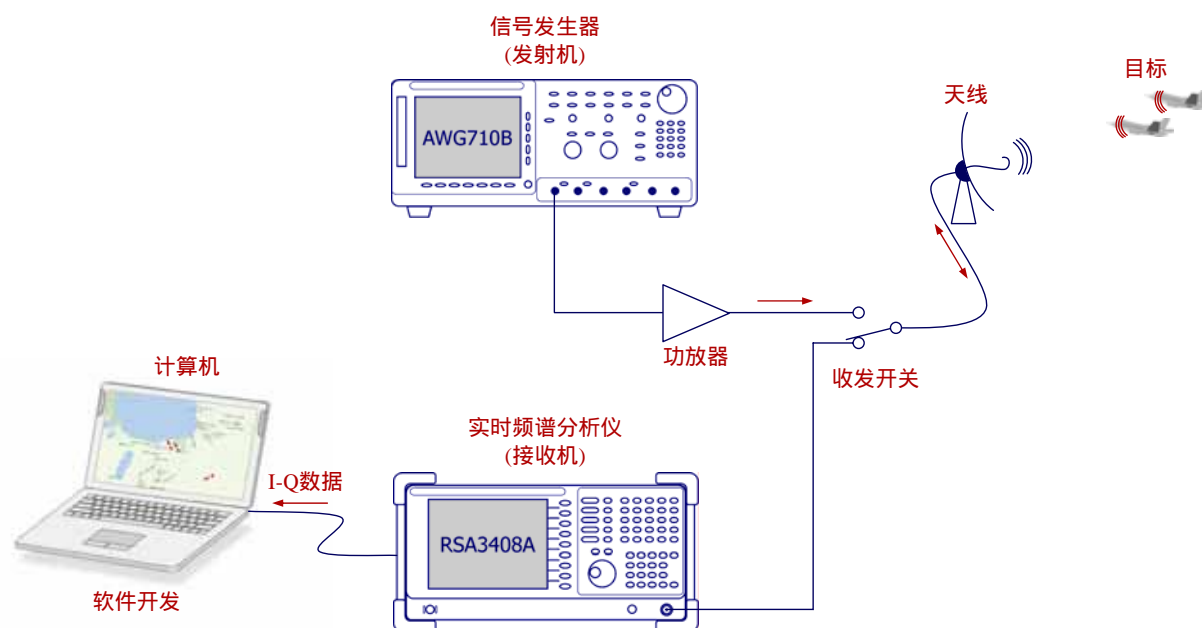 信号发生器
(发射机)
目标
天线
AWG710B
功放器
收发开关
计算机
实时频谱分析仪
(接收机)
I-Q数据
RSA3408A
软件开发